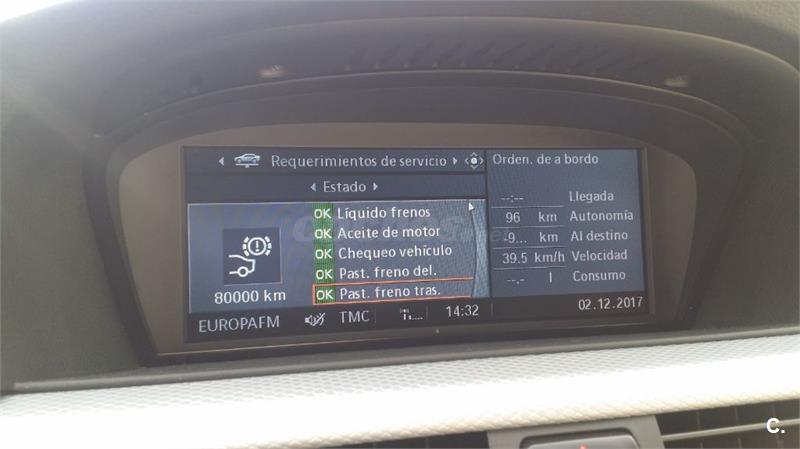 Requerimientos de servicio
Estado
OK Líquido frenos
OK Aceite de motor
OK Chequeo vehículo
OK Past. freno del.
OK Past. freno tras.
80000 km
Orden. de a bordo
--:-- Llegada
96 km Autonomía
-9... km Al destino
39.5 km/h Velocidad
--.- l Consumo
02.12.2017
EUROPAFM TMC 14:32
C.